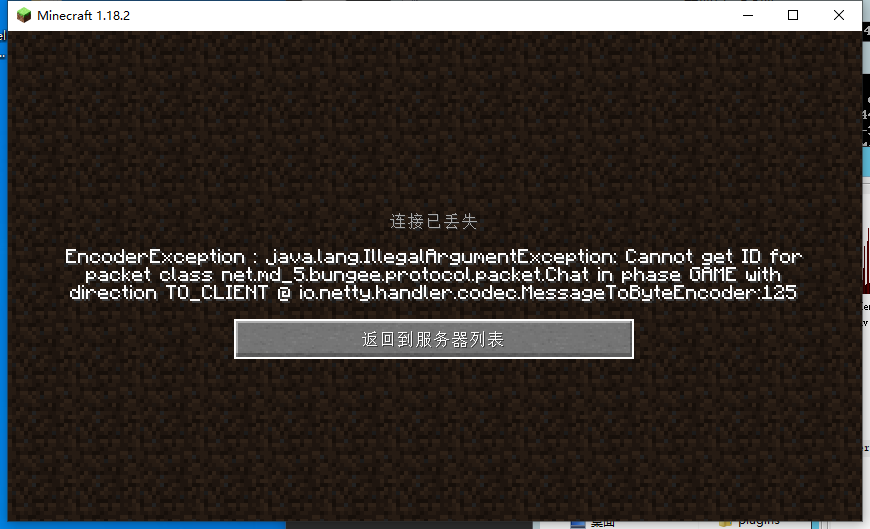 Minecraft 1.18.2
连接已丢失
EncoderException : java.lang.IllegalArgumentException: Cannot get ID for
packet class net.md_5.bungee.protocol.packet.Chat in phase GAME with
direction TO_CLIENT @ io.netty.handler.codec.MessageToByteEncoder:125
返回到服务器列表
桌面
plugins